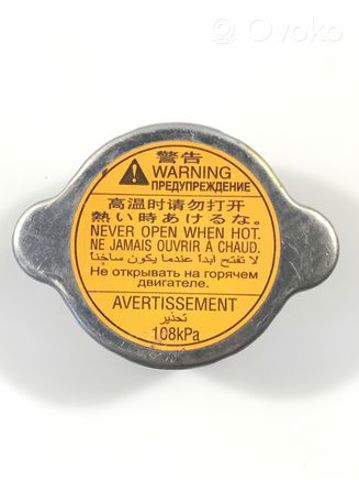 Ovoko
警告
WARNING
ПРЕДУПРЕЖДЕНИЕ
高温时请勿打开
熱い時あけるな。
NEVER OPEN WHEN HOT.
NE JAMAIS OUVRIR À CHAUD.
لا تفتح أبدا عندما يكون ساخنا
Не открывать на горячем
двигателе.
AVERTISSEMENT
تحذير
108kPa